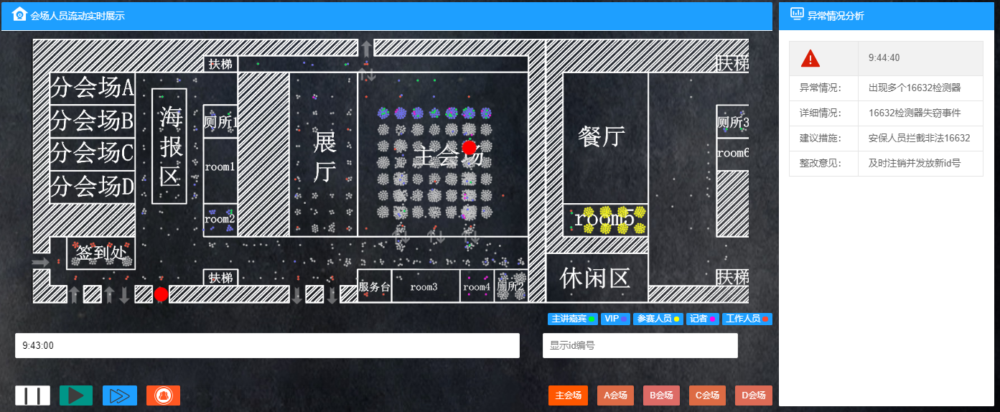 会场人员流动实时展示
异常情况分析
扶梯
扶梯
分会场A
分会场B
分会场C
分会场D
海报区
厕所1
room1
room2
展厅
主会场
餐厅
厕所3
room6
room5
签到处
扶梯
服务台
room3
room4
厕所2
休闲区
扶梯
9:44:40
异常情况: 出现多个16632检测器
详细情况: 16632检测器失窃事件
建议措施: 安保人员拦截非法16632
整改意见: 及时注销并发放新id号
主讲嘉宾 VIP 参赛人员 记者 工作人员
9:43:00
显示id编号
主会场 A会场 B会场 C会场 D会场